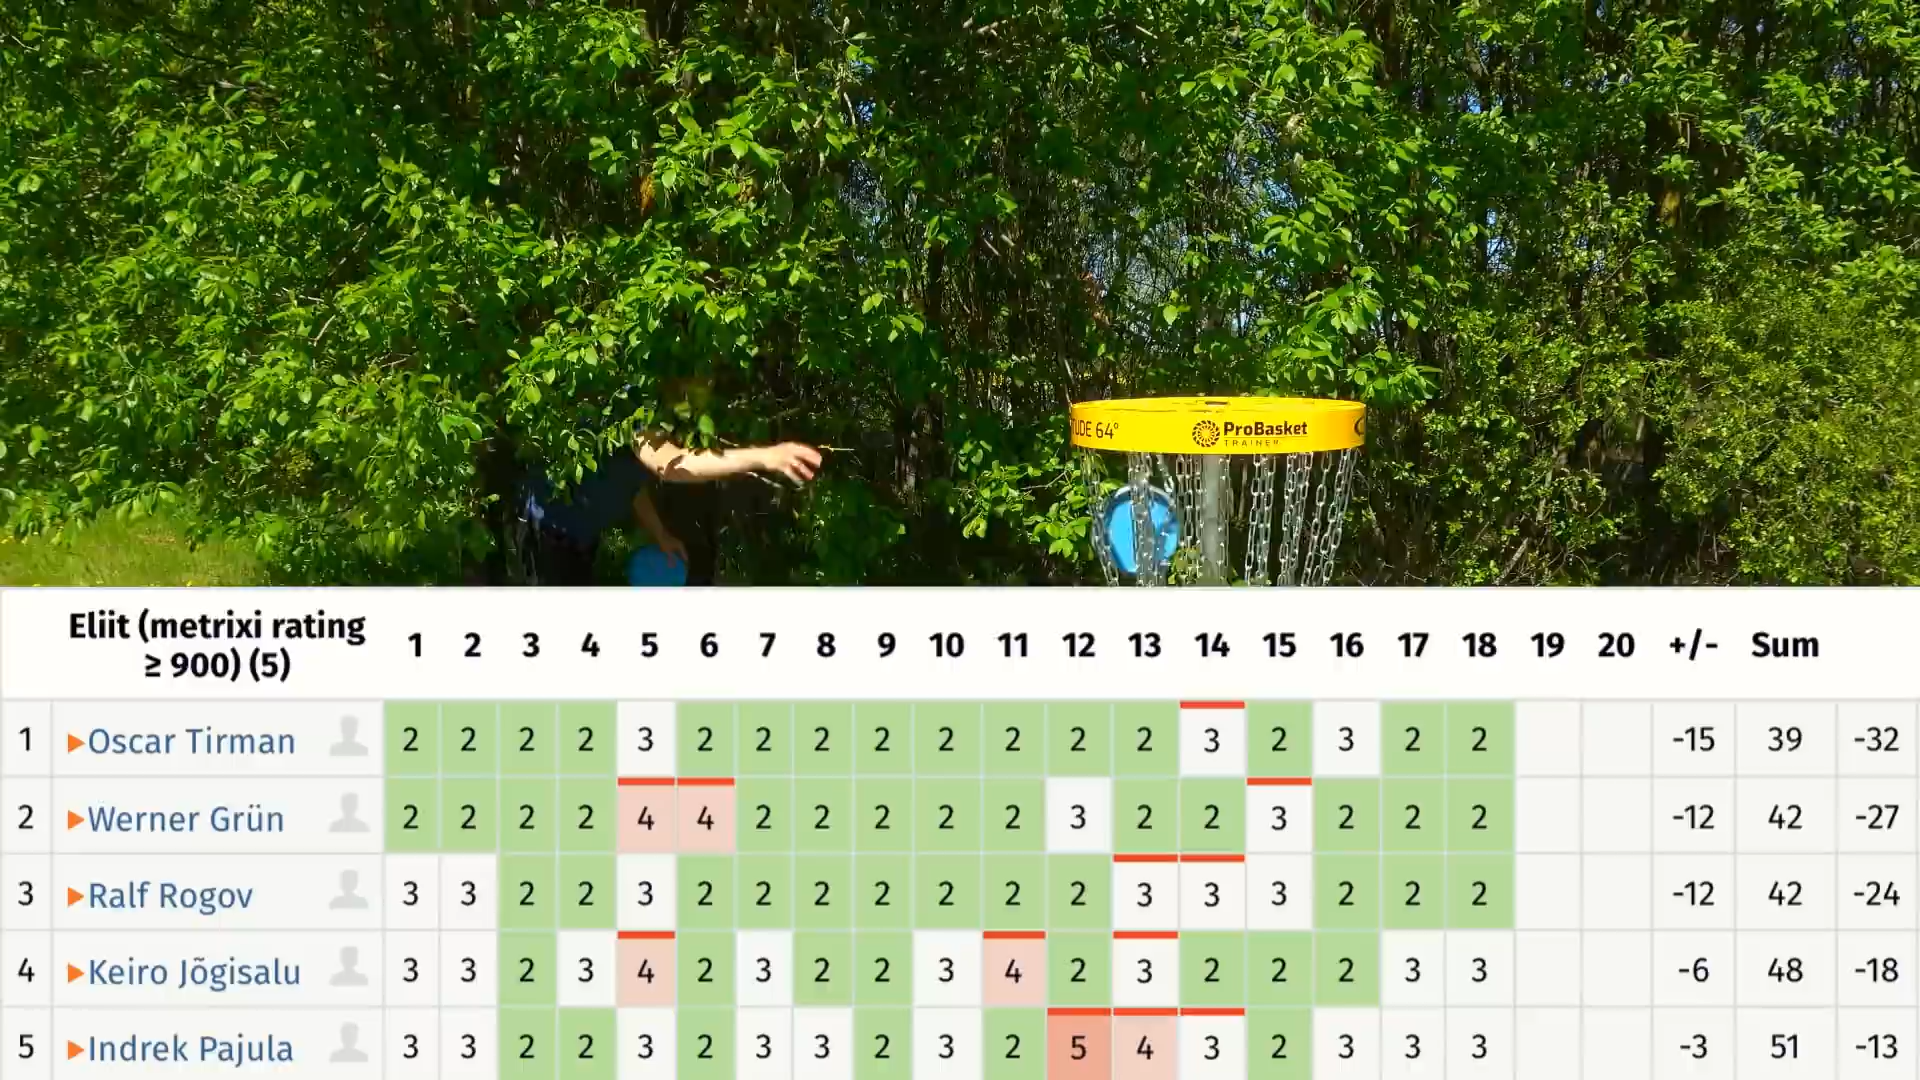 TUDE 64°
ProBasket
TRAINER
Eliit (metrixi rating
≥ 900) (5) 1 2 3 4 5 6 7 8 9 10 11 12 13 14 15 16 17 18 19 20 +/- Sum
1 Oscar Tirman 2 2 2 2 3 2 2 2 2 2 2 2 2 3 2 3 2 2 -15 39 -32
2 Werner Grün 2 2 2 2 4 4 2 2 2 2 2 3 2 2 3 2 2 2 -12 42 -27
3 Ralf Rogov 3 3 2 2 3 2 2 2 2 2 2 2 3 3 3 2 2 2 -12 42 -24
4 Keiro Jõgisalu 3 3 2 3 4 2 3 2 2 3 4 2 3 2 2 2 3 3 -6 48 -18
5 Indrek Pajula 3 3 2 2 3 2 3 3 2 3 2 5 4 3 2 3 3 3 -3 51 -13